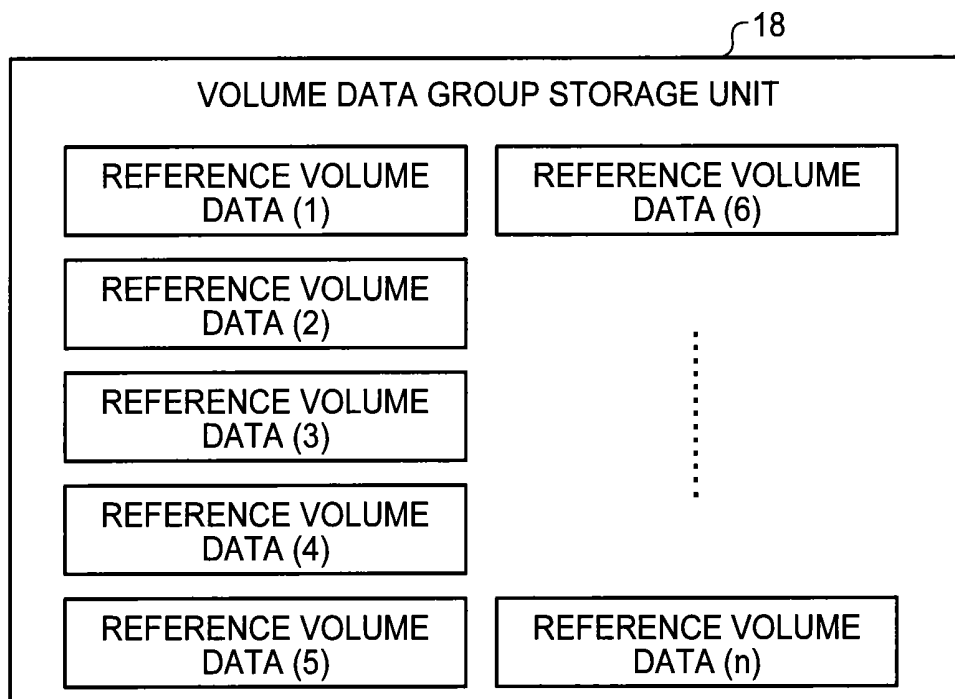 18
VOLUME DATA GROUP STORAGE UNIT
REFERENCE VOLUME
DATA (1)
REFERENCE VOLUME
DATA (2)
REFERENCE VOLUME
DATA (3)
REFERENCE VOLUME
DATA (4)
REFERENCE VOLUME
DATA (5)
REFERENCE VOLUME
DATA (6)
REFERENCE VOLUME
DATA (n)